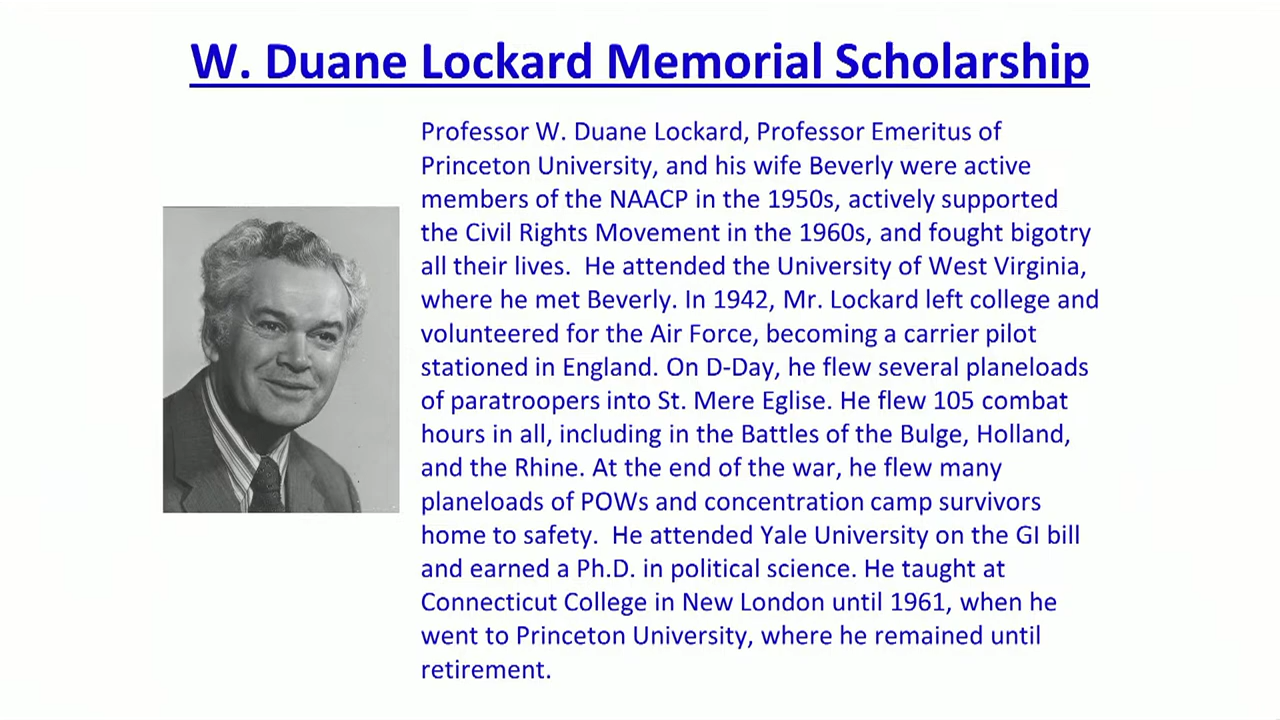 W. Duane Lockard Memorial Scholarship
Professor W. Duane Lockard, Professor Emeritus of
Princeton University, and his wife Beverly were active
members of the NAACP in the 1950s, actively supported
the Civil Rights Movement in the 1960s, and fought bigotry
all their lives.  He attended the University of West Virginia,
where he met Beverly. In 1942, Mr. Lockard left college and
volunteered for the Air Force, becoming a carrier pilot
stationed in England. On D-Day, he flew several planeloads
of paratroopers into St. Mere Eglise. He flew 105 combat
hours in all, including in the Battles of the Bulge, Holland,
and the Rhine. At the end of the war, he flew many
planeloads of POWs and concentration camp survivors
home to safety.  He attended Yale University on the GI bill
and earned a Ph.D. in political science. He taught at
Connecticut College in New London until 1961, when he
went to Princeton University, where he remained until
retirement.